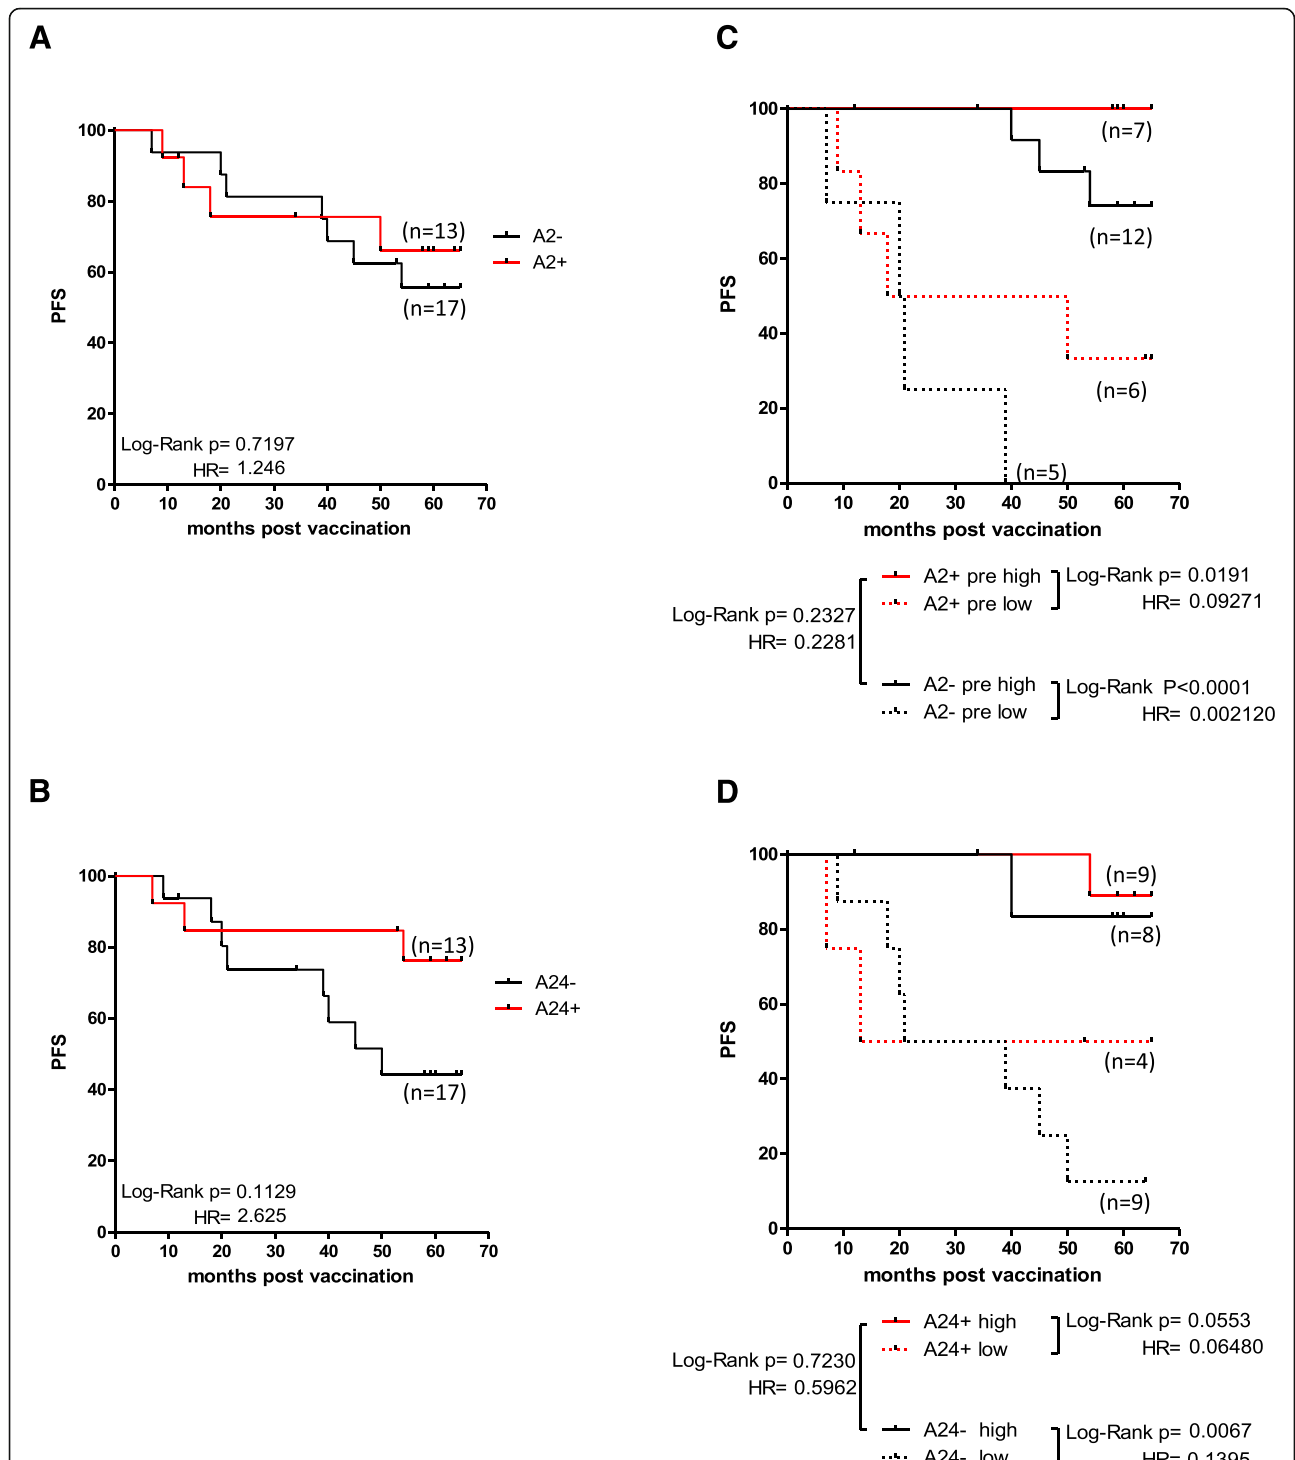 A
100
80
60
40
20
0
PFS
(n=13)
(n=17)
A2-
A2+
Log-Rank p= 0.7197
HR= 1.246
0 10 20 30 40 50 60 70
months post vaccination
C
100
80
60
40
20
0
PFS
(n=7)
(n=12)
(n=6)
(n=5)
0 10 20 30 40 50 60 70
months post vaccination
A2+ pre high
A2+ pre low
Log-Rank p= 0.0191
HR= 0.09271
Log-Rank p= 0.2327
HR= 0.2281
A2- pre high
A2- pre low
Log-Rank P<0.0001
HR= 0.002120
B
100
80
60
40
20
0
PFS
(n=13)
(n=17)
A24-
A24+
Log-Rank p= 0.1129
HR= 2.625
0 10 20 30 40 50 60 70
months post vaccination
D
100
80
60
40
20
0
PFS
(n=9)
(n=8)
(n=4)
(n=9)
0 10 20 30 40 50 60 70
months post vaccination
A24+ high
A24+ low
Log-Rank p= 0.0553
HR= 0.06480
Log-Rank p= 0.7230
HR= 0.5962
A24- high
A24- low
Log-Rank p= 0.0067
HR= 0.1395